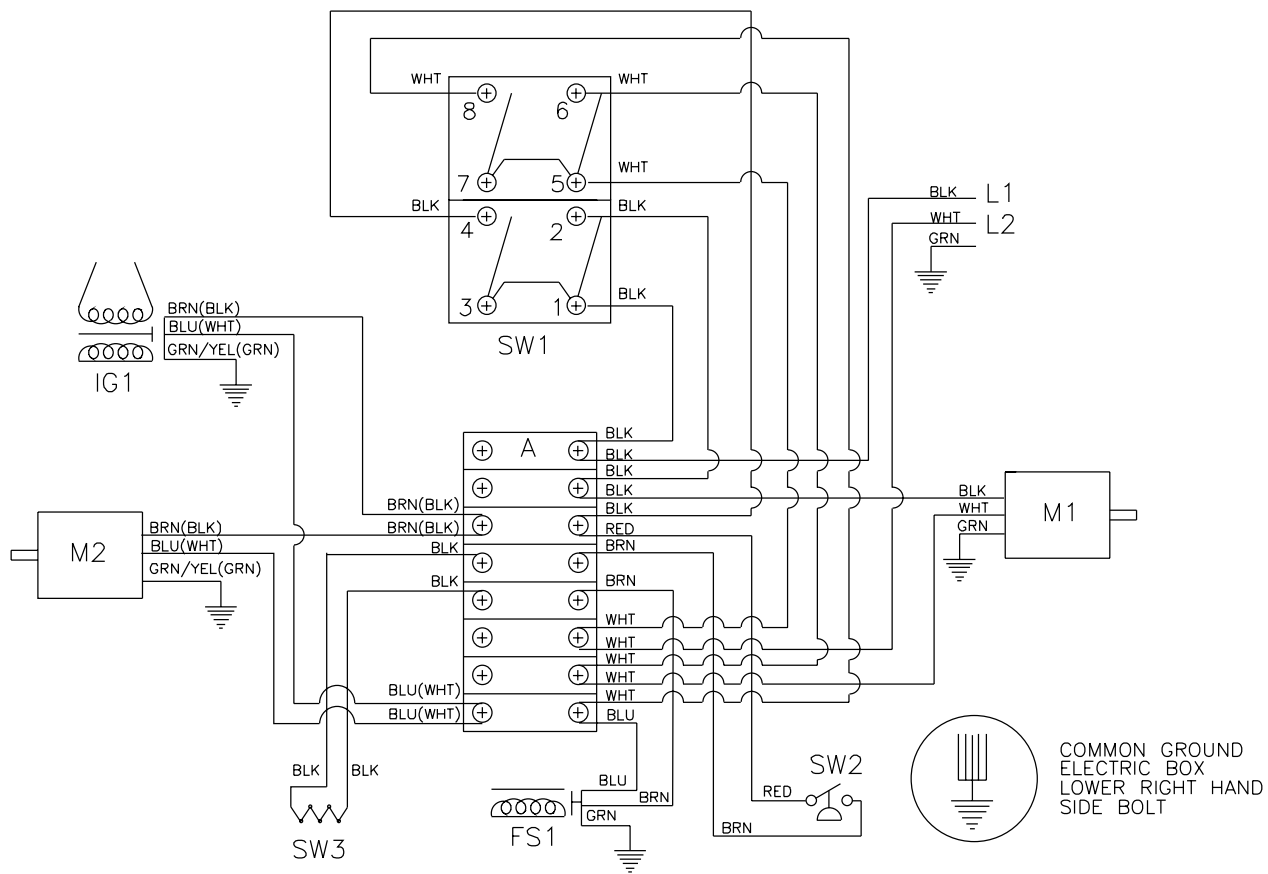 WHT
WHT
8
6
WHT
7
5
BLK
BLK
4
2
BLK
3
1
SW1
BLK L1
WHT L2
GRN
BRN(BLK)
BLU(WHT)
GRN/YEL(GRN)
IG1
A
BLK
BLK
BLK
BLK
BLK
RED
BRN
BRN
WHT
WHT
WHT
WHT
WHT
BLU
BRN(BLK)
BRN(BLK)
BLK
BLK
BLU(WHT)
BLU(WHT)
M2
BRN(BLK)
BLU(WHT)
GRN/YEL(GRN)
BLK
WHT
GRN
M1
BLK
BLK
SW3
BLU
BRN
GRN
FS1
SW2
RED
BRN
COMMON GROUND
ELECTRIC BOX
LOWER RIGHT HAND
SIDE BOLT